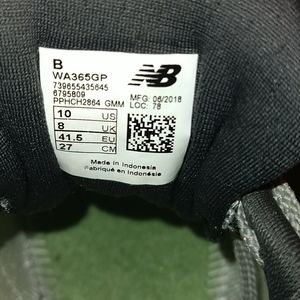 B
WA365GP
739655435645
6795809
PPHCH2864 GMM
NB
MFG: 06/2018
LOC: 78
10 US
8 UK
41.5 EU
27 CM
Made in Indonesia
Fabriqué en Indonésie